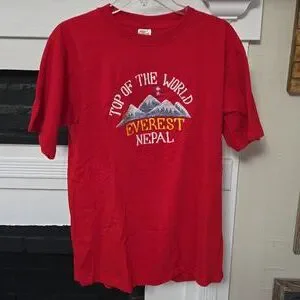 TOP OF THE WORLD
EVEREST
NEPAL